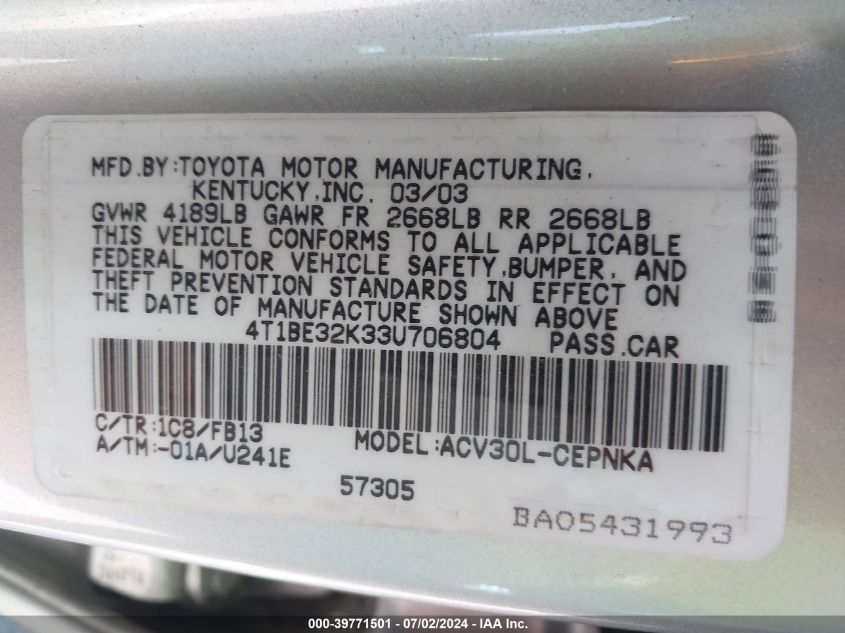 MFD.BY:TOYOTA MOTOR MANUFACTURING,
KENTUCKY,INC. 03/03
GVWR 4189LB GAWR FR 2668LB RR 2668LB
THIS VEHICLE CONFORMS TO ALL APPLICABLE
FEDERAL MOTOR VEHICLE SAFETY,BUMPER, AND
THEFT PREVENTION STANDARDS IN EFFECT ON
THE DATE OF MANUFACTURE SHOWN ABOVE
4T1BE32K33U706804 PASS.CAR
C/TR:1C8/FB13
A/TM:-01A/U241E
MODEL:ACV30L-CEPNKA
57305
BA05431993
000-39771501 - 07/02/2024 - IAA Inc.